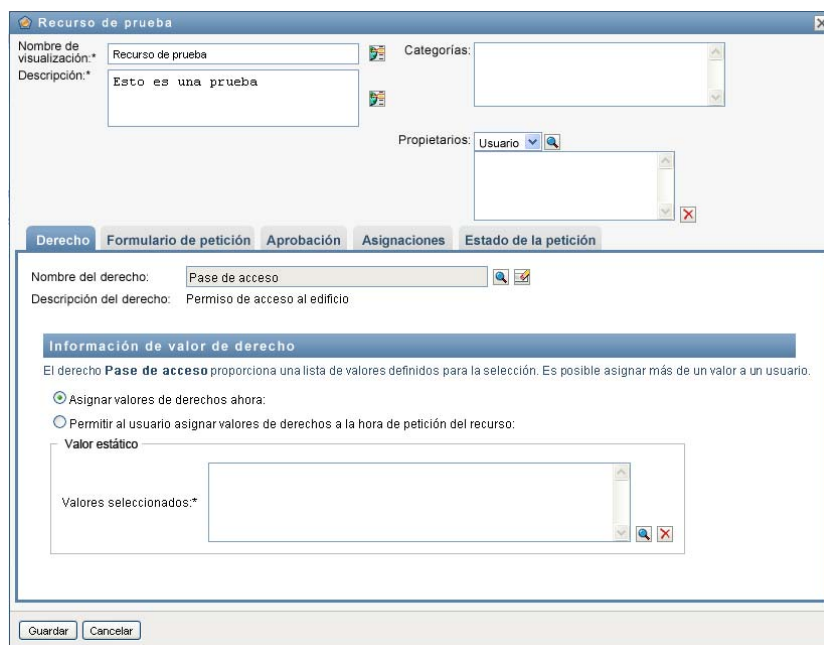 Recurso de prueba
Nombre de visualización:*
Recurso de prueba
Categorías:
Descripción:*
Esto es una prueba
Propietarios:
Usuario
Derecho
Formulario de petición
Aprobación
Asignaciones
Estado de la petición
Nombre del derecho:
Pase de acceso
Descripción del derecho:
Permiso de acceso al edificio
Información de valor de derecho
El derecho Pase de acceso proporciona una lista de valores definidos para la selección. Es posible asignar más de un valor a un usuario.
Asignar valores de derechos ahora:
Permitir al usuario asignar valores de derechos a la hora de petición del recurso:
Valor estático
Valores seleccionados:*
Guardar
Cancelar